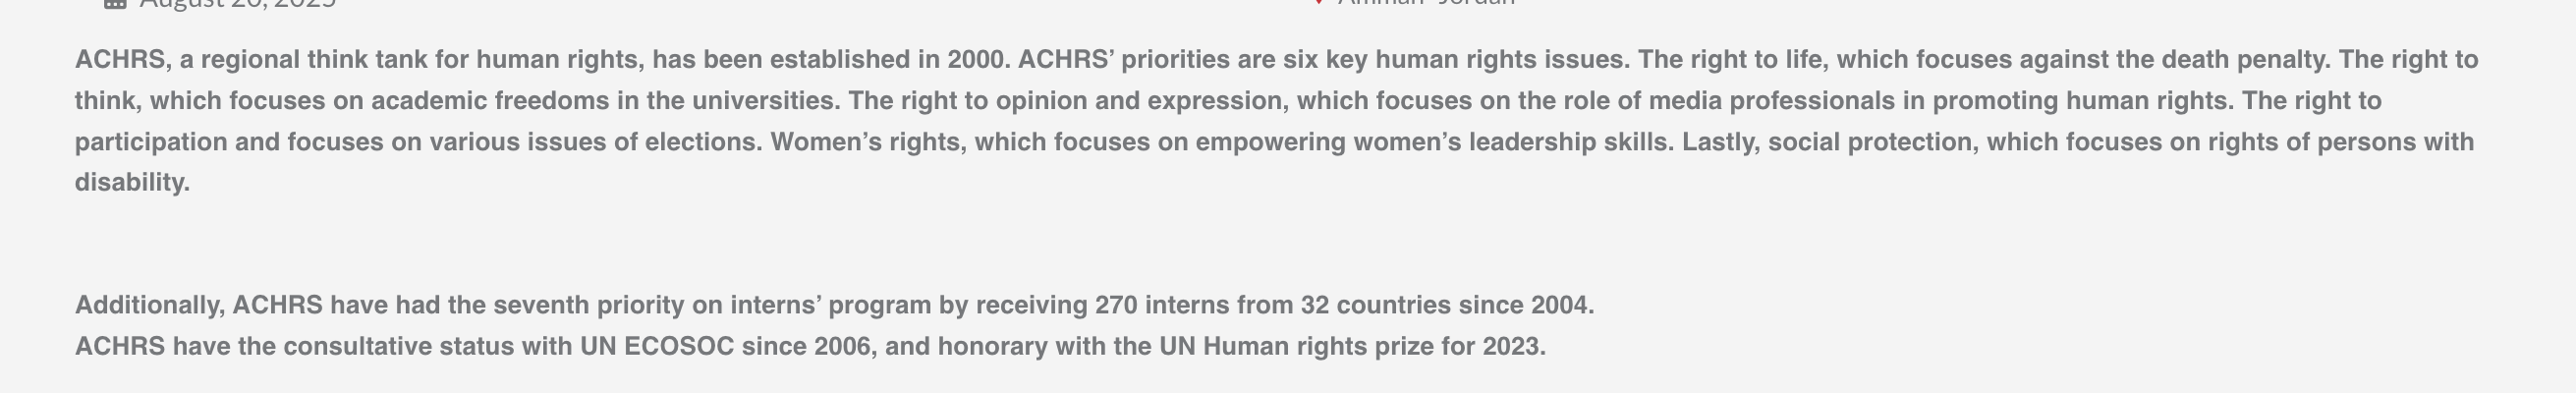 August 20, 2025
Amman- Jordan
ACHRS, a regional think tank for human rights, has been established in 2000. ACHRS’ priorities are six key human rights issues. The right to life, which focuses against the death penalty. The right to
think, which focuses on academic freedoms in the universities. The right to opinion and expression, which focuses on the role of media professionals in promoting human rights. The right to
participation and focuses on various issues of elections. Women’s rights, which focuses on empowering women’s leadership skills. Lastly, social protection, which focuses on rights of persons with
disability.
Additionally, ACHRS have had the seventh priority on interns’ program by receiving 270 interns from 32 countries since 2004.
ACHRS have the consultative status with UN ECOSOC since 2006, and honorary with the UN Human rights prize for 2023.